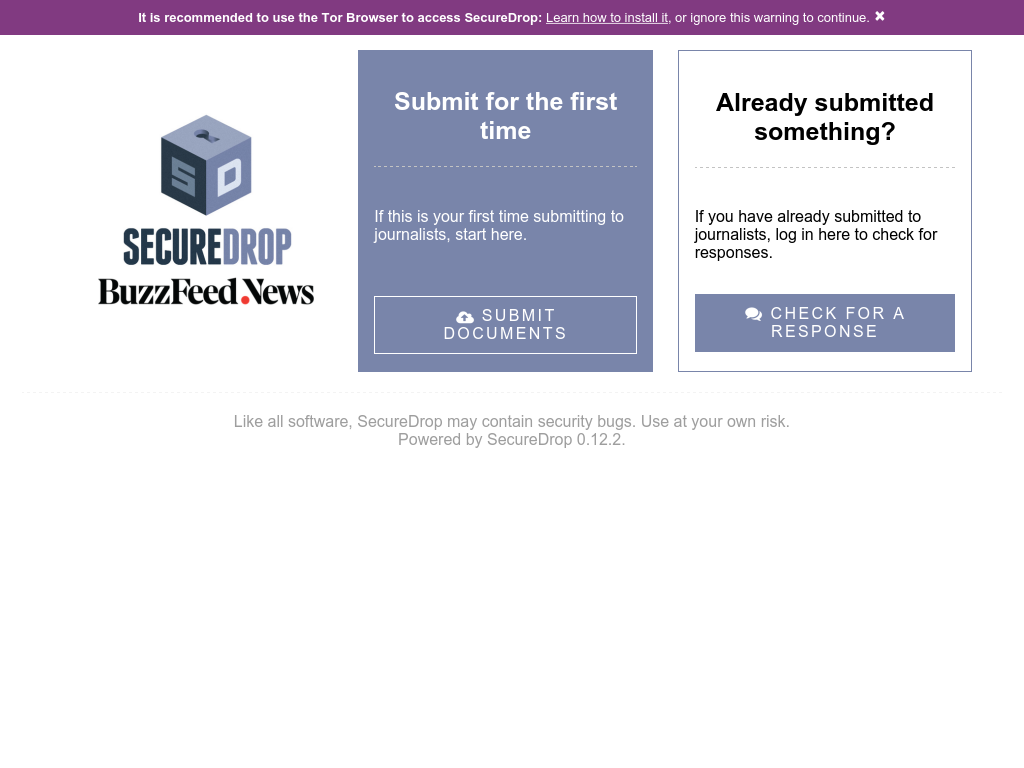 It is recommended to use the Tor Browser to access SecureDrop: Learn how to install it, or ignore this warning to continue. ✖
SD
SECUREDROP
BuzzFeed.News
Submit for the first
time
If this is your first time submitting to
journalists, start here.
SUBMIT
DOCUMENTS
Already submitted
something?
If you have already submitted to
journalists, log in here to check for
responses.
CHECK FOR A
RESPONSE
Like all software, SecureDrop may contain security bugs. Use at your own risk.
Powered by SecureDrop 0.12.2.